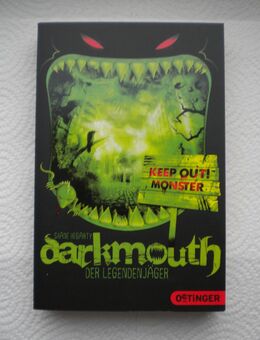 KEEP OUT!
MONSTER
SHANE HEGARTY
darkmouth
DER LEGENDENJÄGER
OETINGER